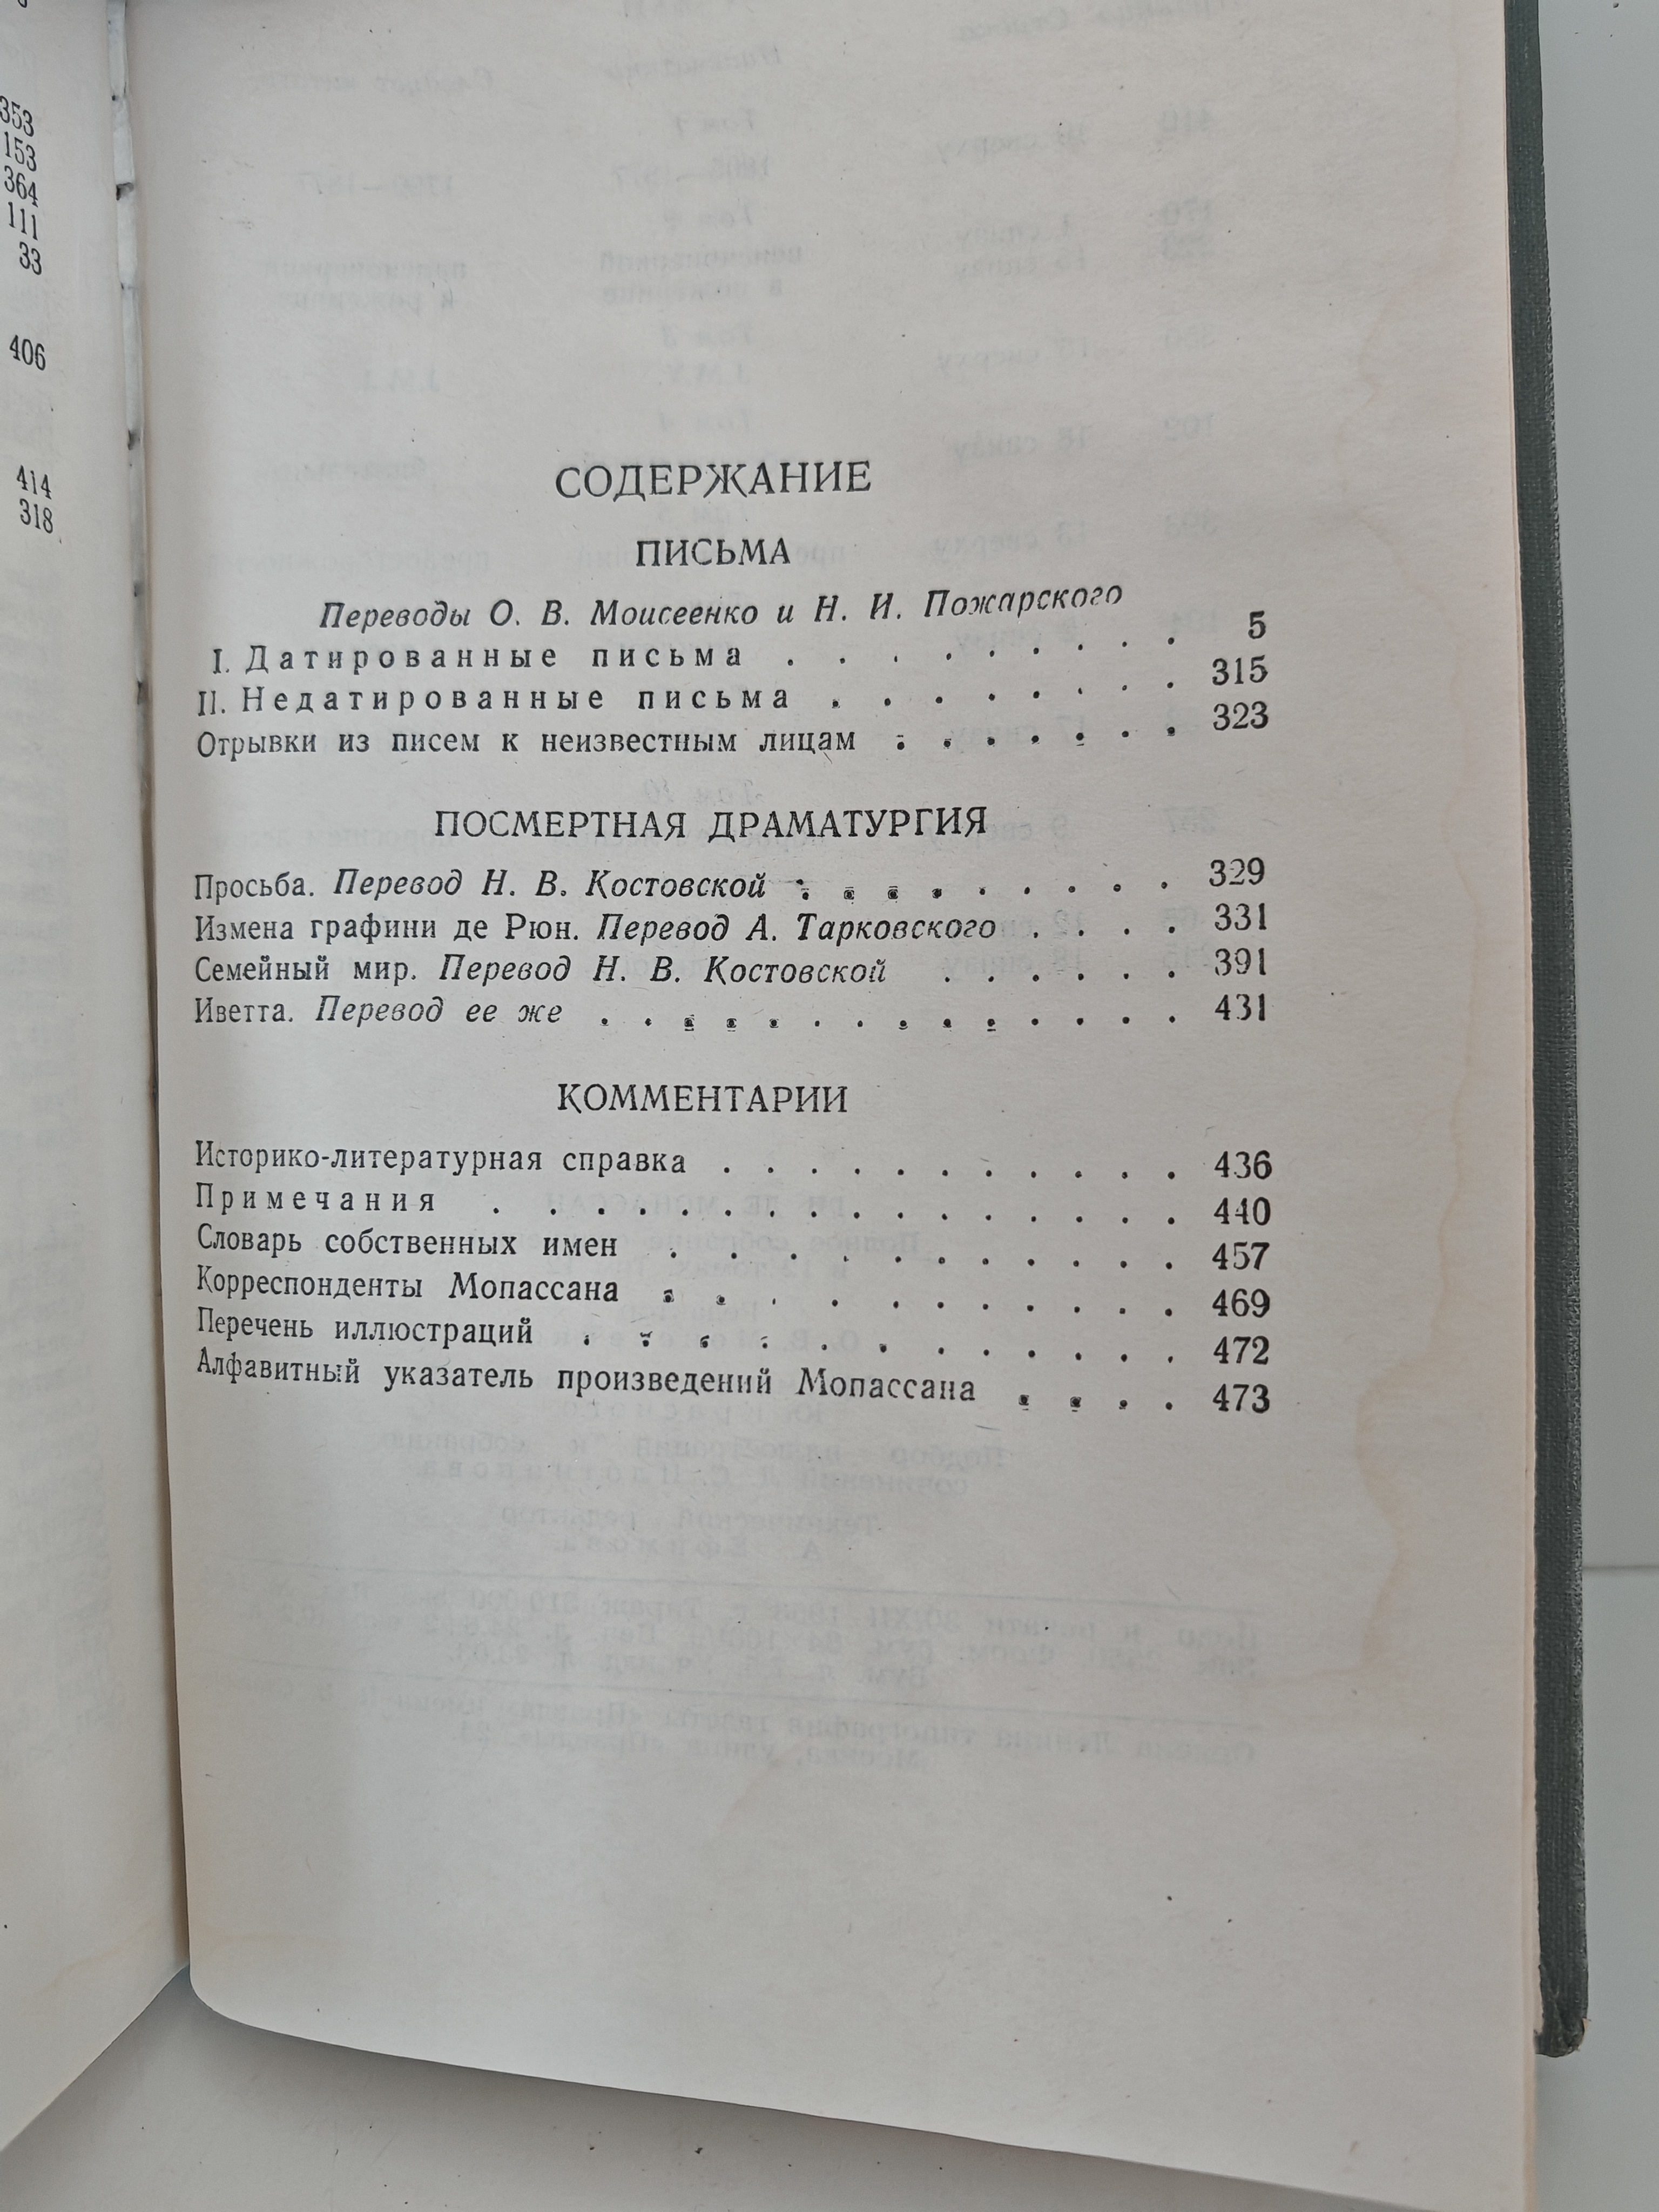 353
153
364
111
33
406
414
318
СОДЕРЖАНИЕ
ПИСЬМА
Переводы О. В. Моисеенко и Н. И. Пожарского
I. Датированные письма . . . . . . . . . 5
II. Недатированные письма . . . . . . . . 315
Отрывки из писем к неизвестным лицам . . . . . . . 323
ПОСМЕРТНАЯ ДРАМАТУРГИЯ
Просьба. Перевод Н. В. Костовской . . . . . . . . . 329
Измена графини де Рюн. Перевод А. Тарковского . . . . 331
Семейный мир. Перевод Н. В. Костовской . . . . . . 391
Иветта. Перевод ее же . . . . . . . . . . . . . . 431
КОММЕНТАРИИ
Историко-литературная справка . . . . . . . . . . . 436
Примечания . . . . . . . . . . . . . . . . 440
Словарь собственных имен . . . . . . . . . . . 457
Корреспонденты Мопассана . . . . . . . . . . . 469
Перечень иллюстраций . . . . . . . . . . . . 472
Алфавитный указатель произведений Мопассана . . . . 473